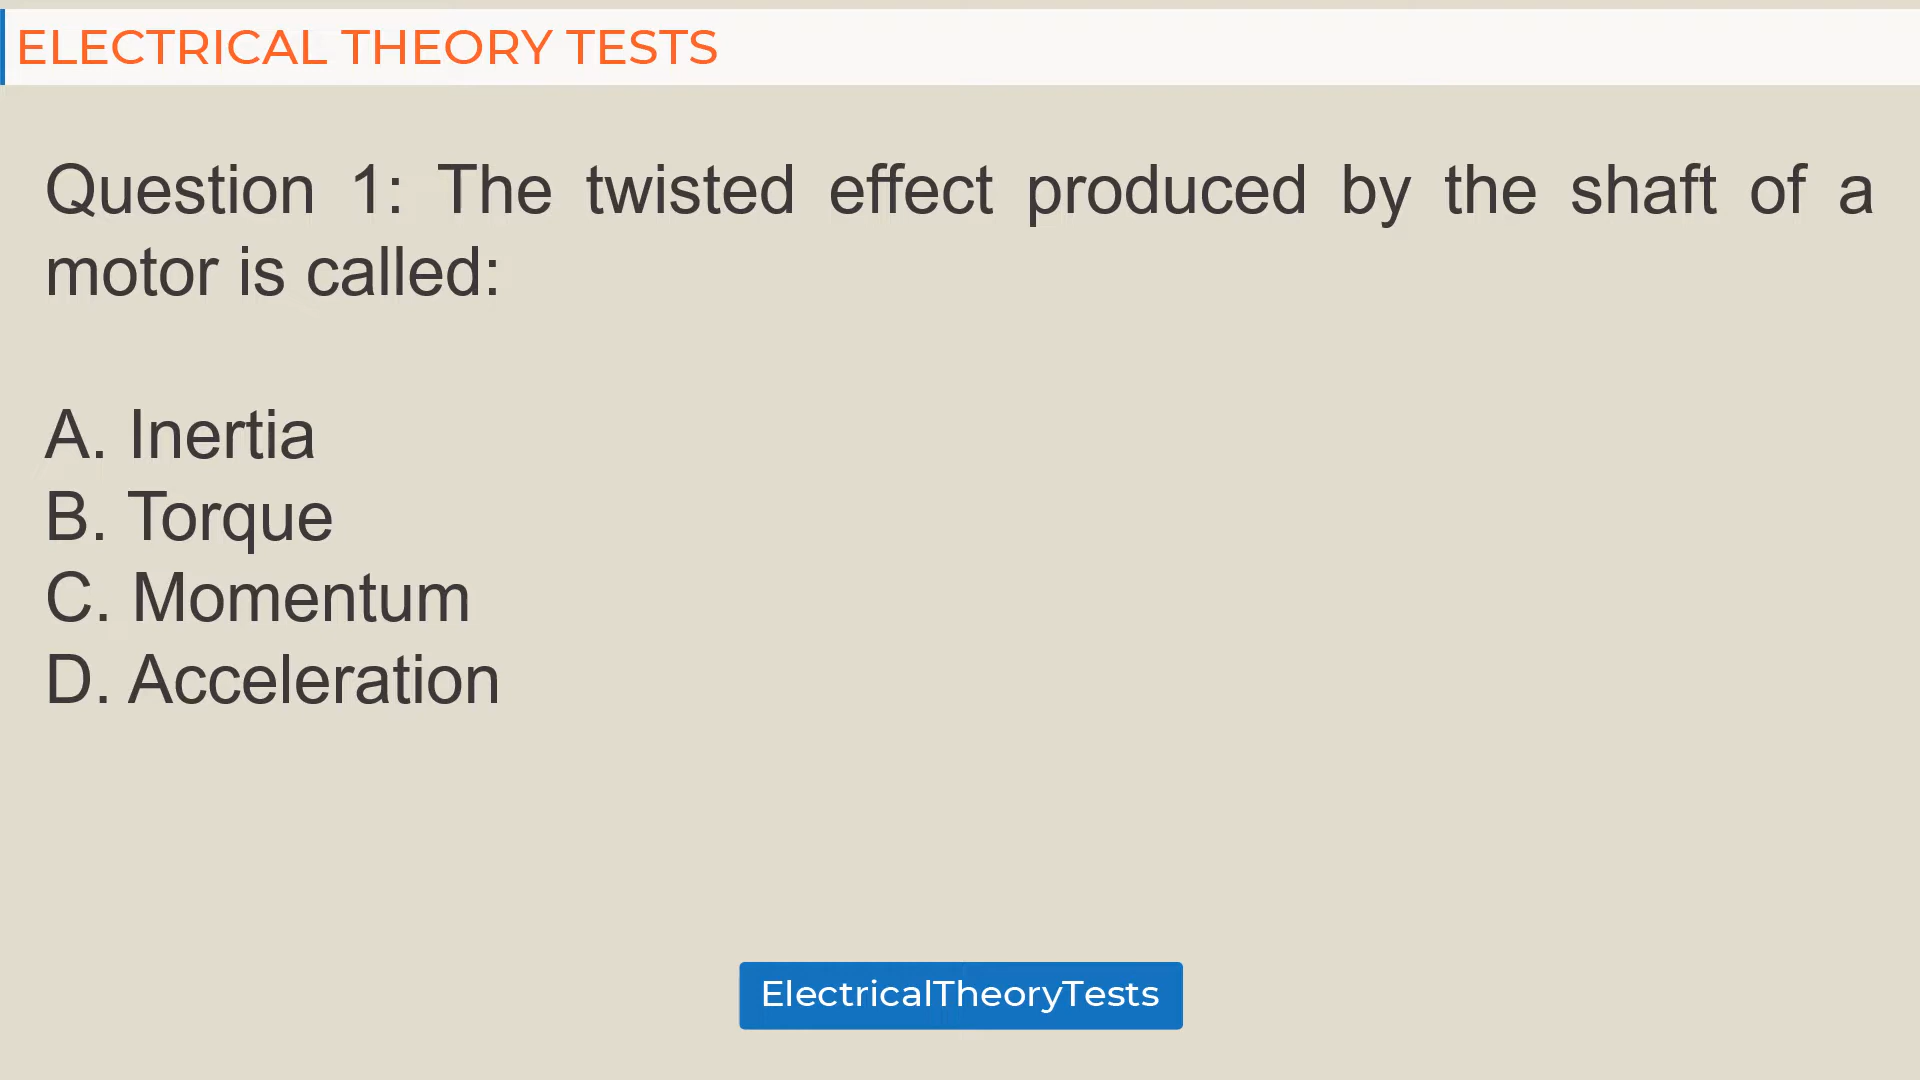 ELECTRICAL THEORY TESTS
Question 1: The twisted effect produced by the shaft of a
motor is called:
A. Inertia
B. Torque
C. Momentum
D. Acceleration
ElectricalTheoryTests